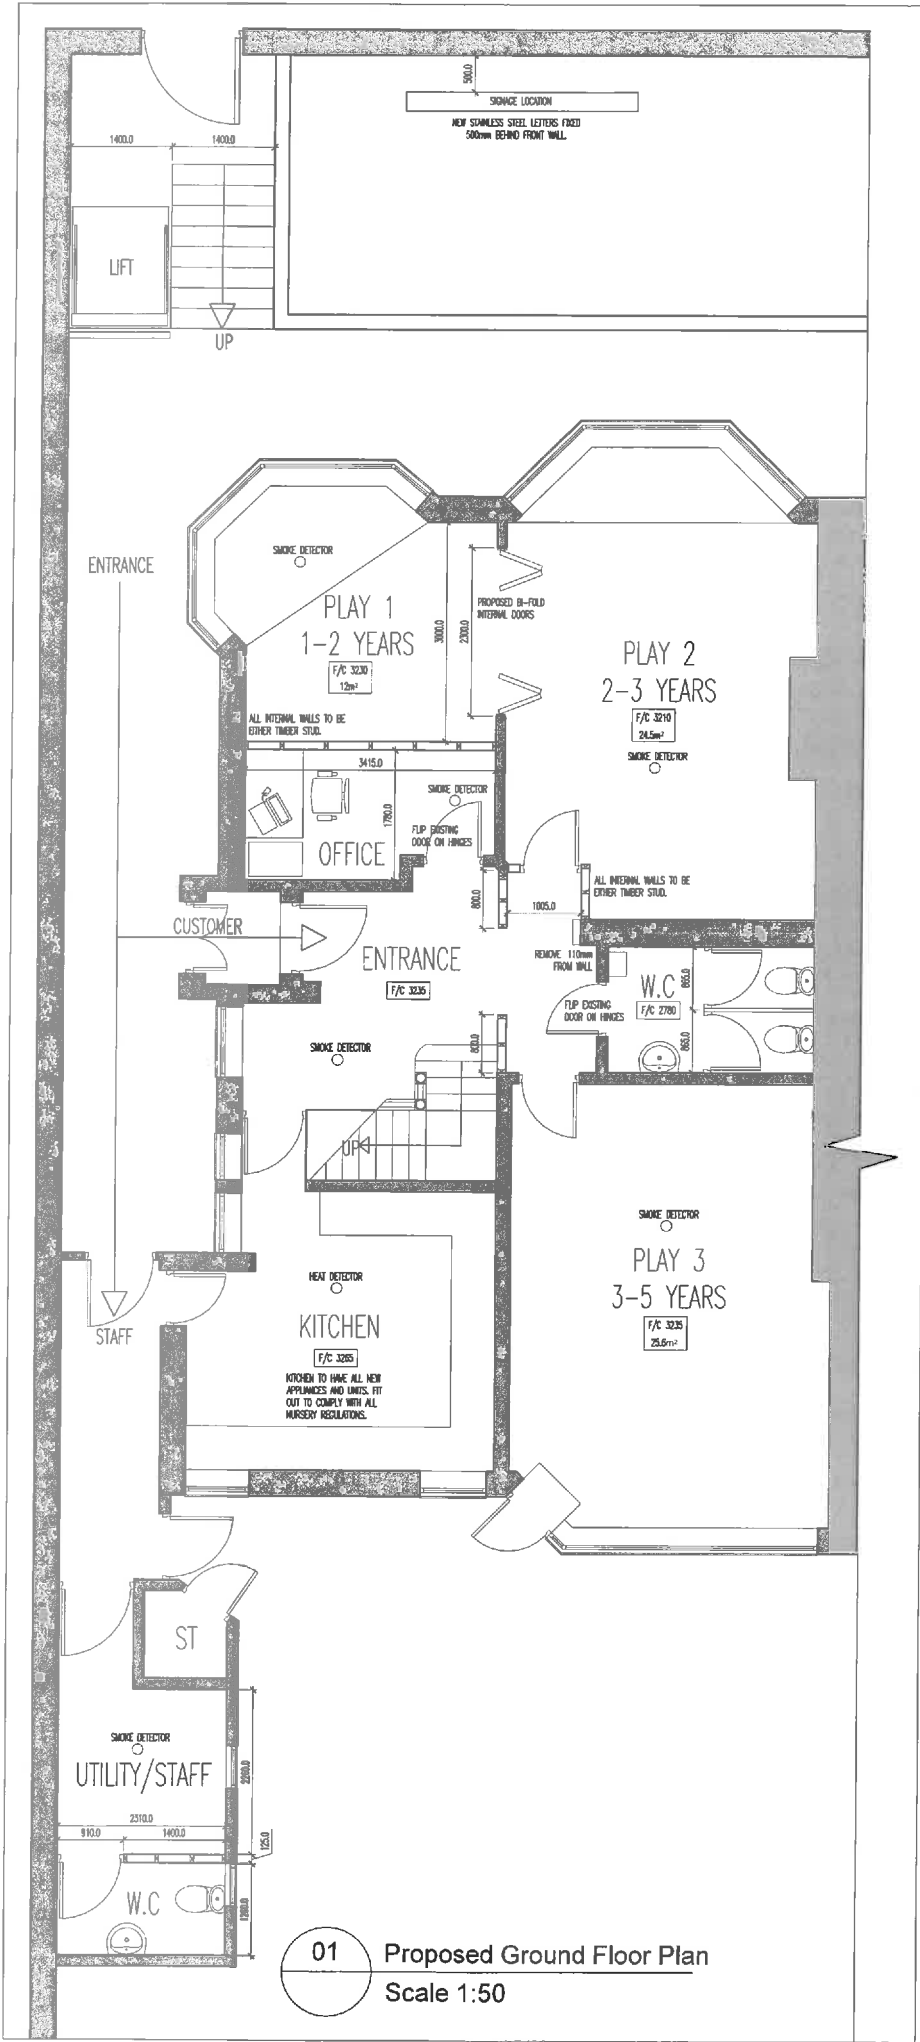 500.0
SIGNAGE LOCATION
NEW STAINLESS STEEL LETTERS FIXED
500mm BEHIND FRONT WALL
1400.0
1400.0
LIFT
UP
ENTRANCE
SMOKE DETECTOR
PLAY 1
1-2 YEARS
F/C 3230
12m²
3000.0
2300.0
PROPOSED BI-FOLD
INTERNAL DOORS
PLAY 2
2-3 YEARS
F/C 3210
24.5m²
SMOKE DETECTOR
ALL INTERNAL WALLS TO BE
EITHER TIMBER STUD.
3415.0
SMOKE DETECTOR
1780.0
FLIP EXISTING
DOOR ON HINGES
OFFICE
ALL INTERNAL WALLS TO BE
EITHER TIMBER STUD.
800.0
1005.0
CUSTOMER
ENTRANCE
F/C 3235
REMOVE 110mm
FROM WALL
W.C
F/C 2780
865.0
865.0
FLIP EXISTING
DOOR ON HINGES
800.0
SMOKE DETECTOR
UP
SMOKE DETECTOR
PLAY 3
3-5 YEARS
F/C 3235
25.6m²
HEAT DETECTOR
KITCHEN
F/C 3265
KITCHEN TO HAVE ALL NEW
APPLIANCES AND UNITS. FIT
OUT TO COMPLY WITH ALL
NURSERY REGULATIONS.
STAFF
ST
SMOKE DETECTOR
UTILITY/STAFF
2260.0
2310.0
910.0
1400.0
125.0
W.C
1260.0
01
Proposed Ground Floor Plan
Scale 1:50